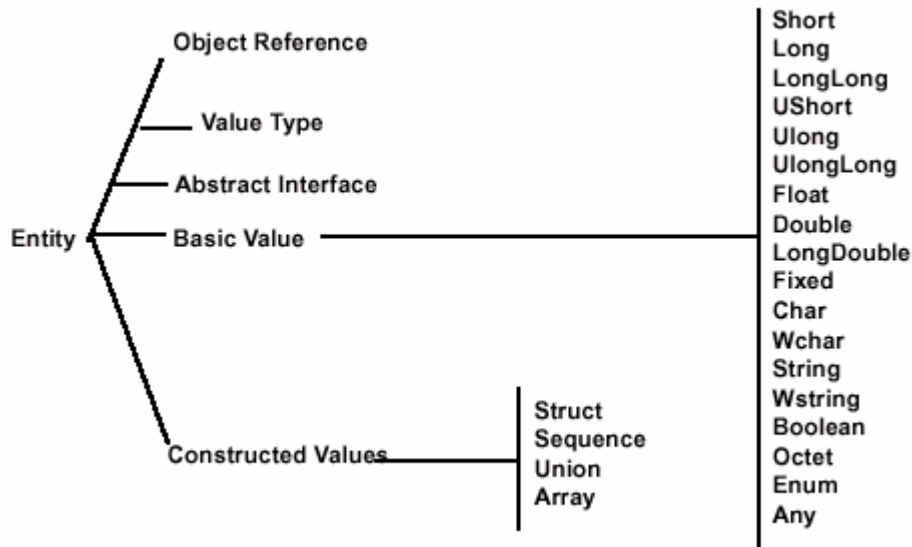 Object Reference
Value Type
Abstract Interface
Entity
Basic Value
Constructed Values
Struct
Sequence
Union
Array
Short
Long
LongLong
UShort
Ulong
UlongLong
Float
Double
LongDouble
Fixed
Char
Wchar
String
Wstring
Boolean
Octet
Enum
Any